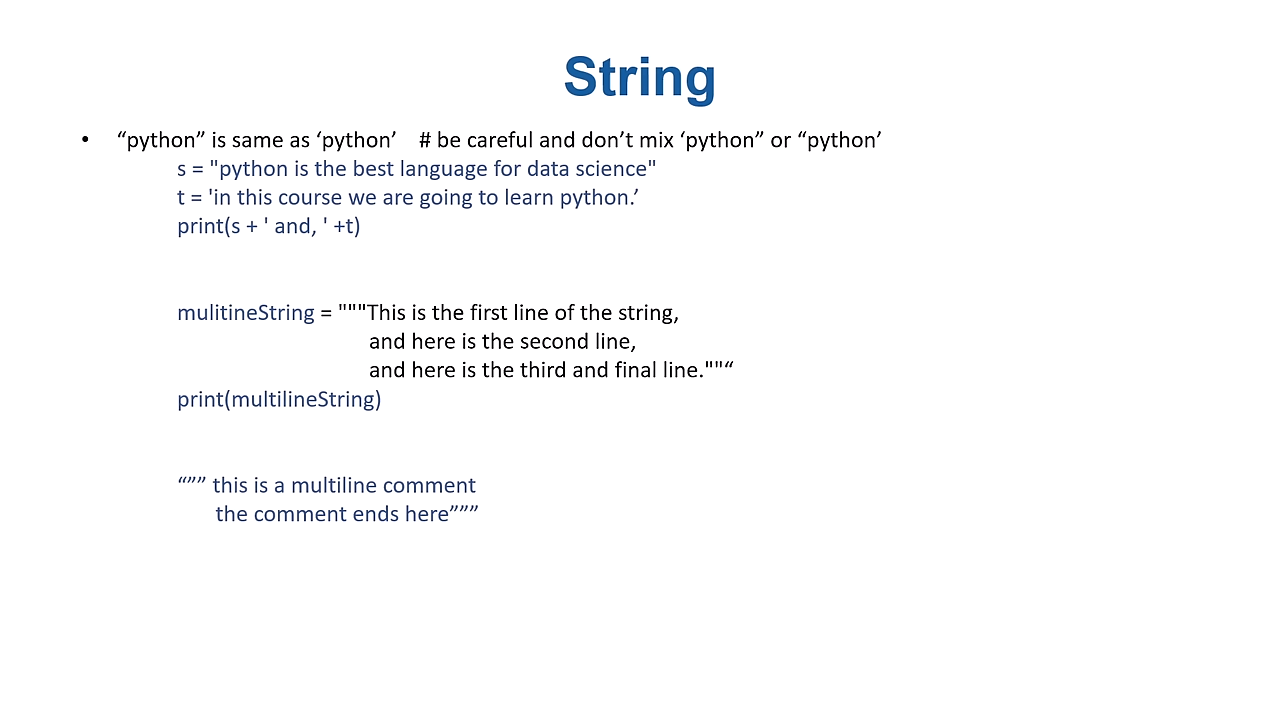 String
• “python” is same as ‘python’    # be careful and don’t mix ‘python” or “python’
s = "python is the best language for data science"
t = 'in this course we are going to learn python.’
print(s + ' and, ' +t)
mulitineString = """This is the first line of the string,
and here is the second line,
and here is the third and final line.""“
print(multilineString)
“”” this is a multiline comment
the comment ends here”””